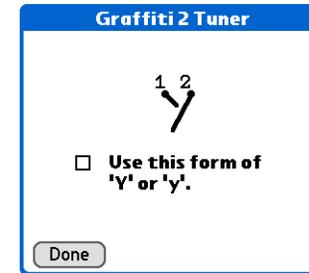 Graffiti 2 Tuner
1 2
Use this form of
'Y' or 'y'.
Done